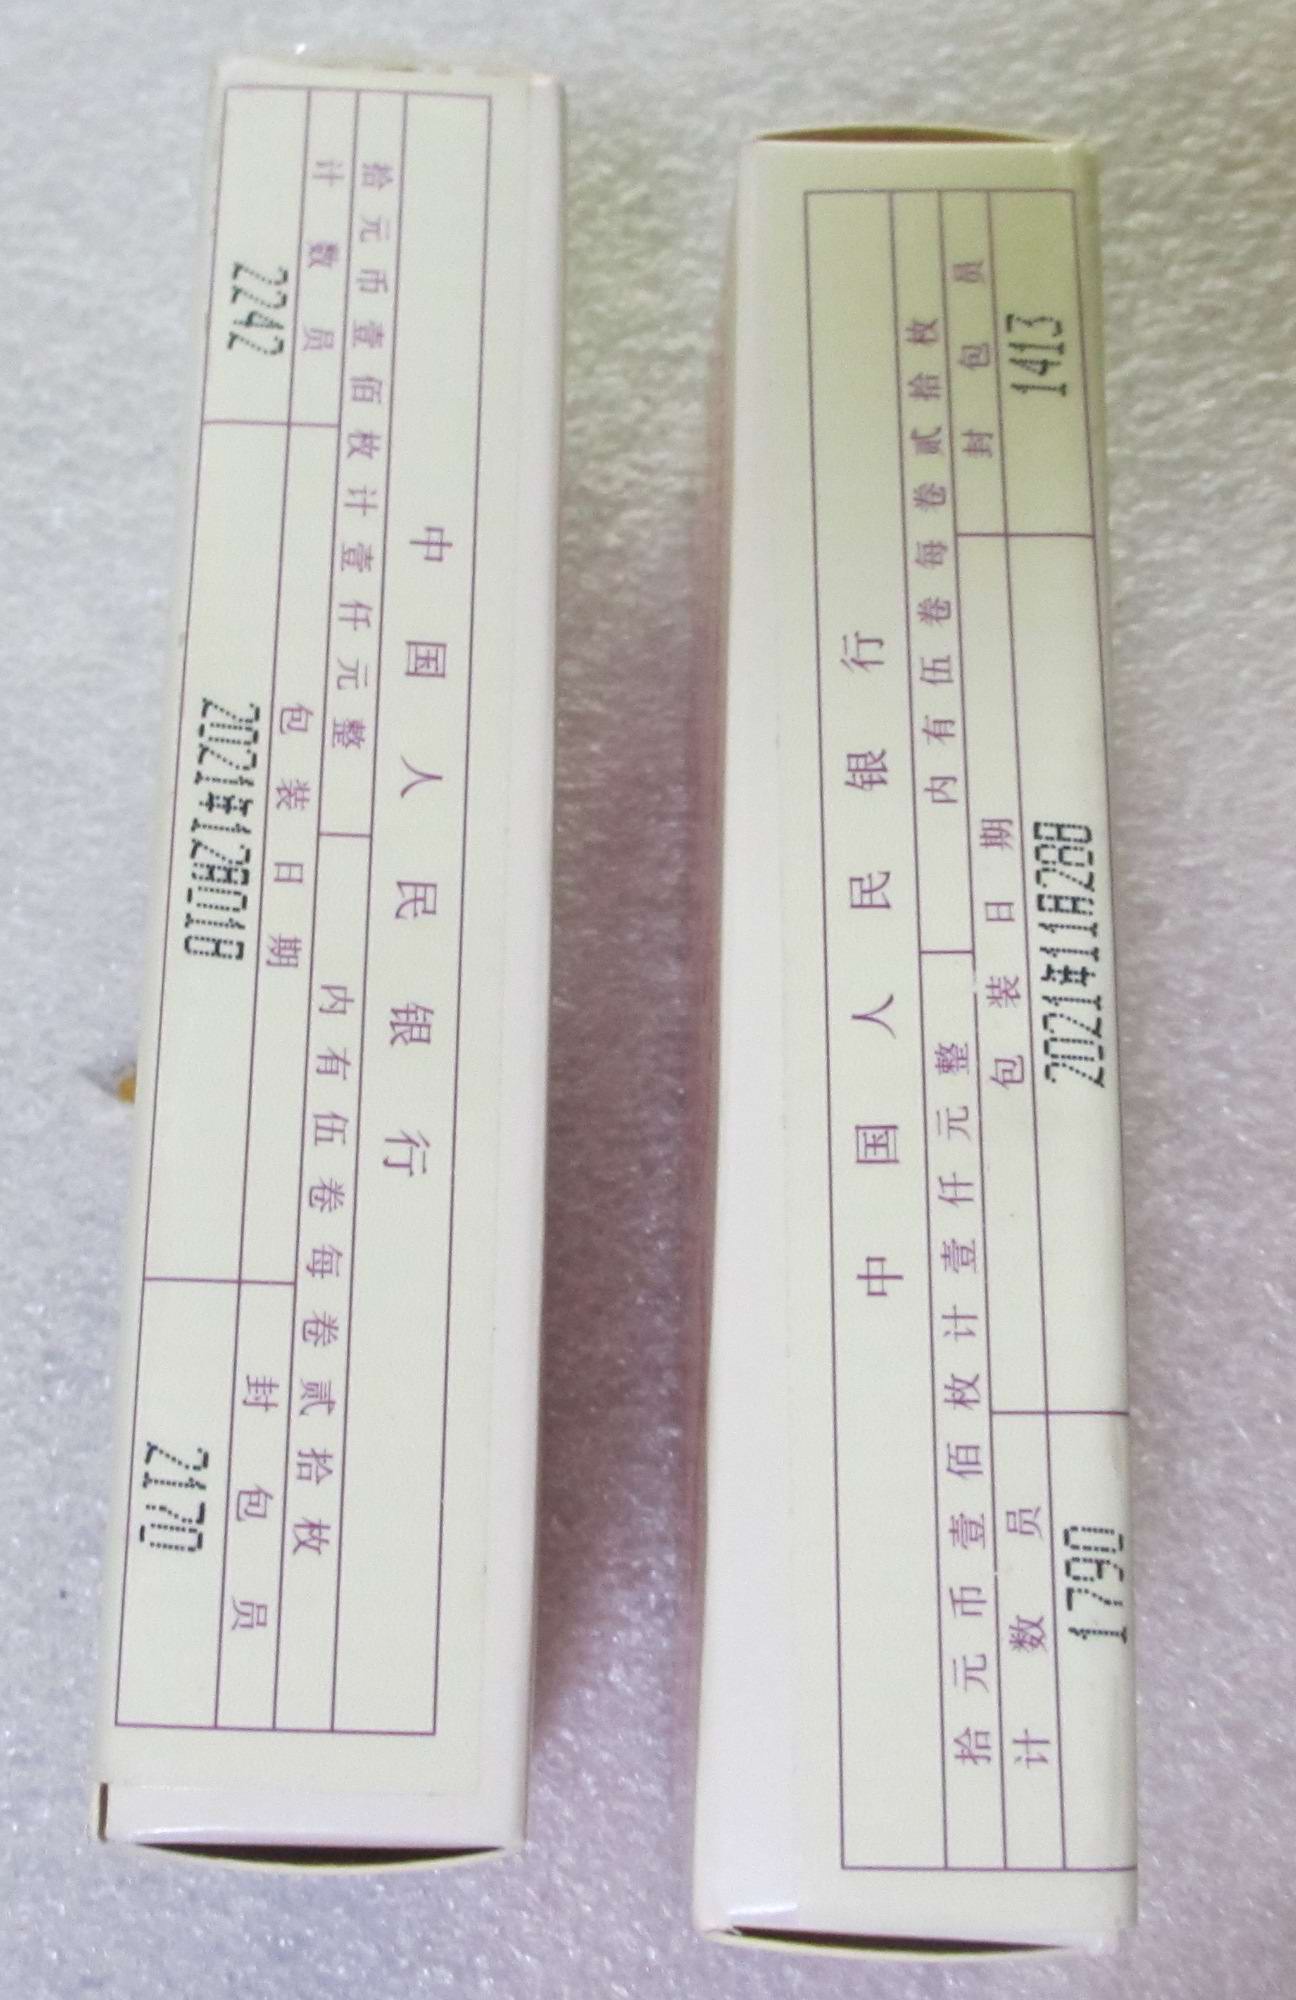 中国人民银行
拾元币壹佰枚计壹仟元整 内有伍卷每卷贰拾枚
计数员 包装日期 封包员
2242 2021年12月01日 2170
中国人民银行
拾元币壹佰枚计壹仟元整 内有伍卷每卷贰拾枚
计数员 包装日期 封包员
1790 2021年11月28日 1413